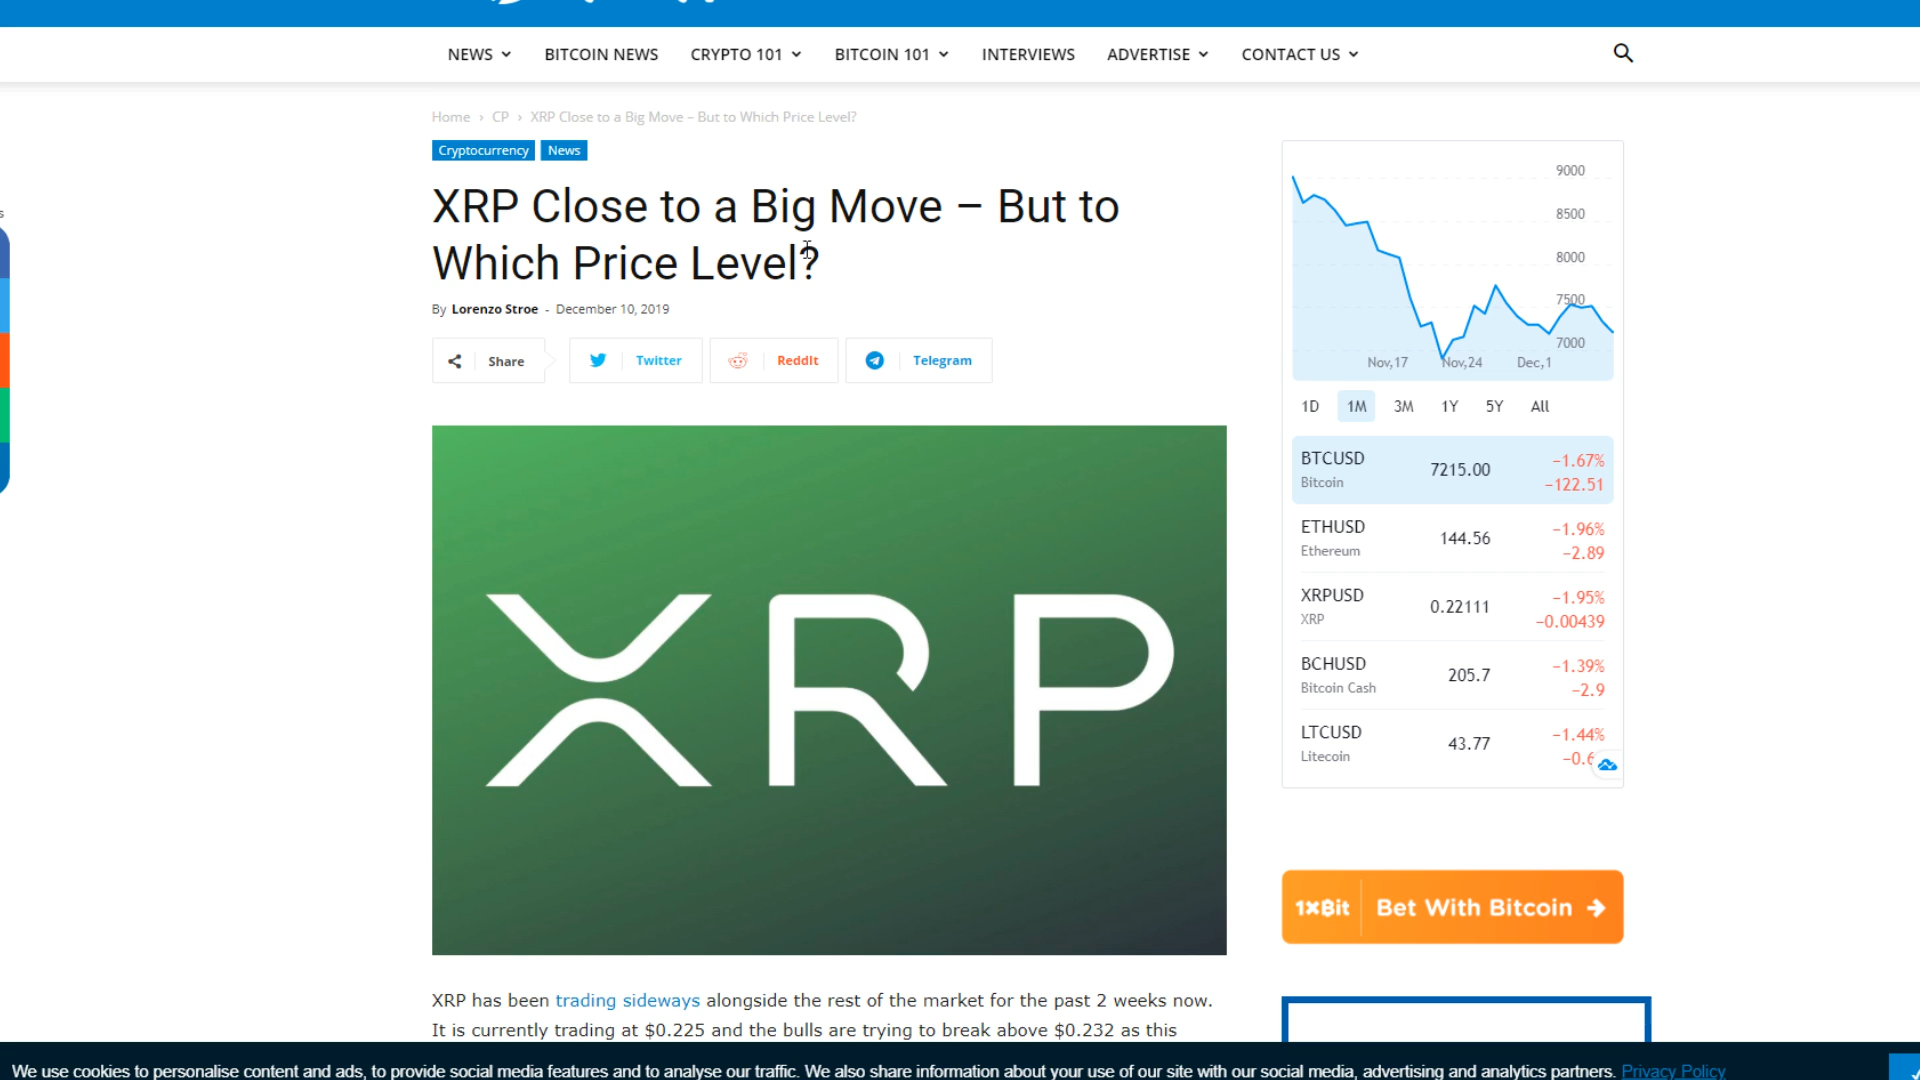 NEWS BITCOIN NEWS CRYPTO 101 BITCOIN 101 INTERVIEWS ADVERTISE CONTACT US
Home › CP › XRP Close to a Big Move – But to Which Price Level?
Cryptocurrency News
XRP Close to a Big Move – But to
Which Price Level?
By Lorenzo Stroe - December 10, 2019
Share Twitter ReddIt Telegram
XRP
XRP has been trading sideways alongside the rest of the market for the past 2 weeks now.
It is currently trading at $0.225 and the bulls are trying to break above $0.232 as this
9000
8500
8000
7500
7000
Nov,17 Nov,24 Dec,1
1D 1M 3M 1Y 5Y All
BTCUSD 7215.00 −1.67%
Bitcoin −122.51
ETHUSD 144.56 −1.96%
Ethereum −2.89
XRPUSD 0.22111 −1.95%
XRP −0.00439
BCHUSD 205.7 −1.39%
Bitcoin Cash −2.9
LTCUSD 43.77 −1.44%
Litecoin
1XBit Bet With Bitcoin
We use cookies to personalise content and ads, to provide social media features and to analyse our traffic. We also share information about your use of our site with our social media, advertising and analytics partners. Privacy Policy